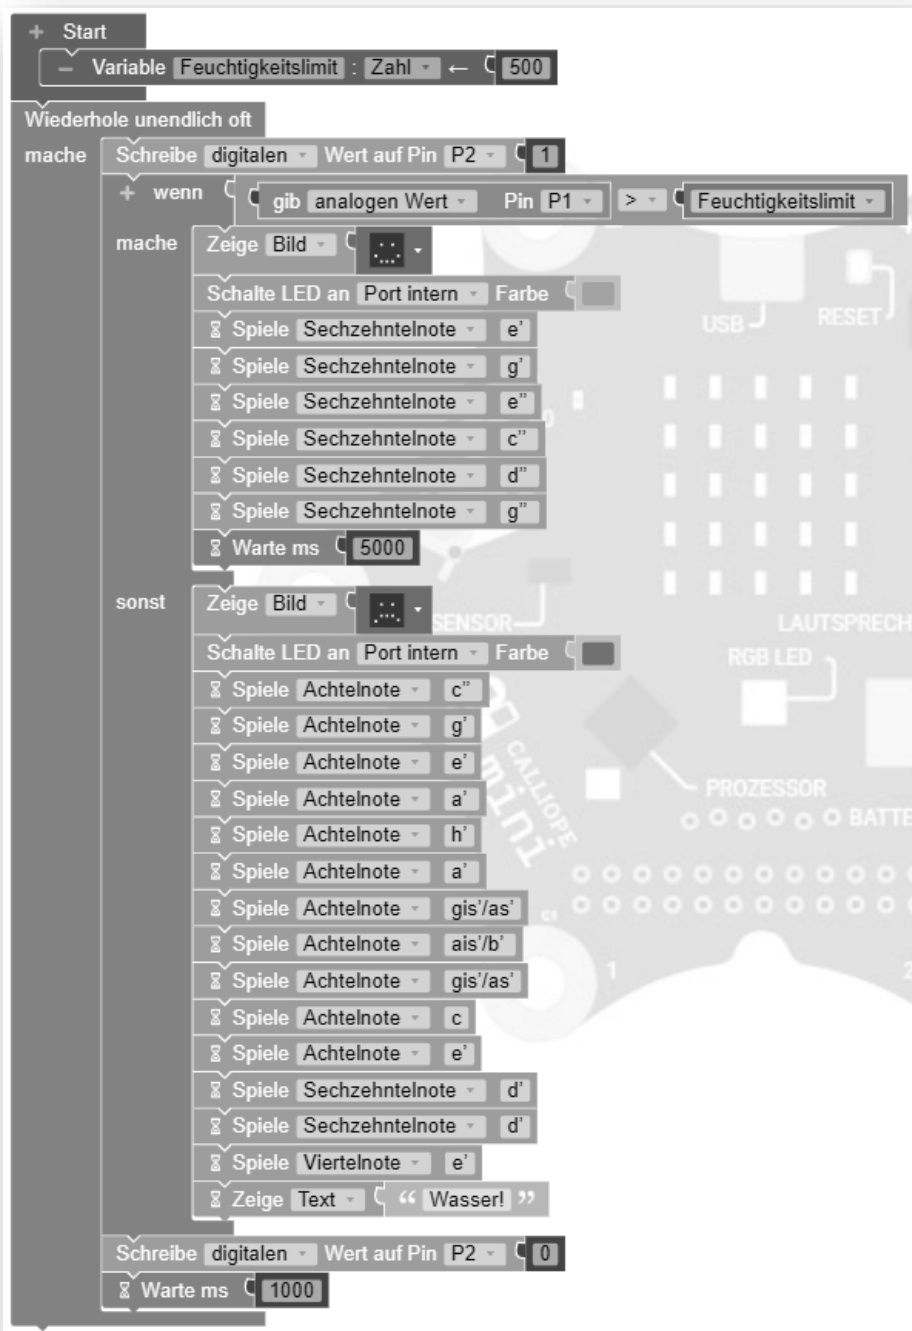 + Start
– Variable Feuchtigkeitslimit : Zahl ← 500
Wiederhole unendlich oft
mache Schreibe digitalen Wert auf Pin P2 1
+ wenn gib analogen Wert Pin P1 > Feuchtigkeitslimit
mache Zeige Bild
Schalte LED an Port intern Farbe
USB
RESET
Spiele Sechzehntelnote e’
Spiele Sechzehntelnote g’
Spiele Sechzehntelnote e”
0
Spiele Sechzehntelnote c”
Spiele Sechzehntelnote d”
Spiele Sechzehntelnote g”
Warte ms 5000
sonst Zeige Bild
SENSOR
LAUTSPRECH
Schalte LED an Port intern Farbe
RGB LED
Spiele Achtelnote c”
Spiele Achtelnote g’
Spiele Achtelnote e’
CALLIOPE
mini
PROZESSOR
Spiele Achtelnote a’
BATTE
Spiele Achtelnote h’
Spiele Achtelnote a’
Spiele Achtelnote gis’/as’
Spiele Achtelnote ais’/b’
1
2
Spiele Achtelnote gis’/as’
Spiele Achtelnote c
Spiele Achtelnote e’
Spiele Sechzehntelnote d’
Spiele Sechzehntelnote d’
Spiele Viertelnote e’
Zeige Text “ Wasser! ”
Schreibe digitalen Wert auf Pin P2 0
Warte ms 1000